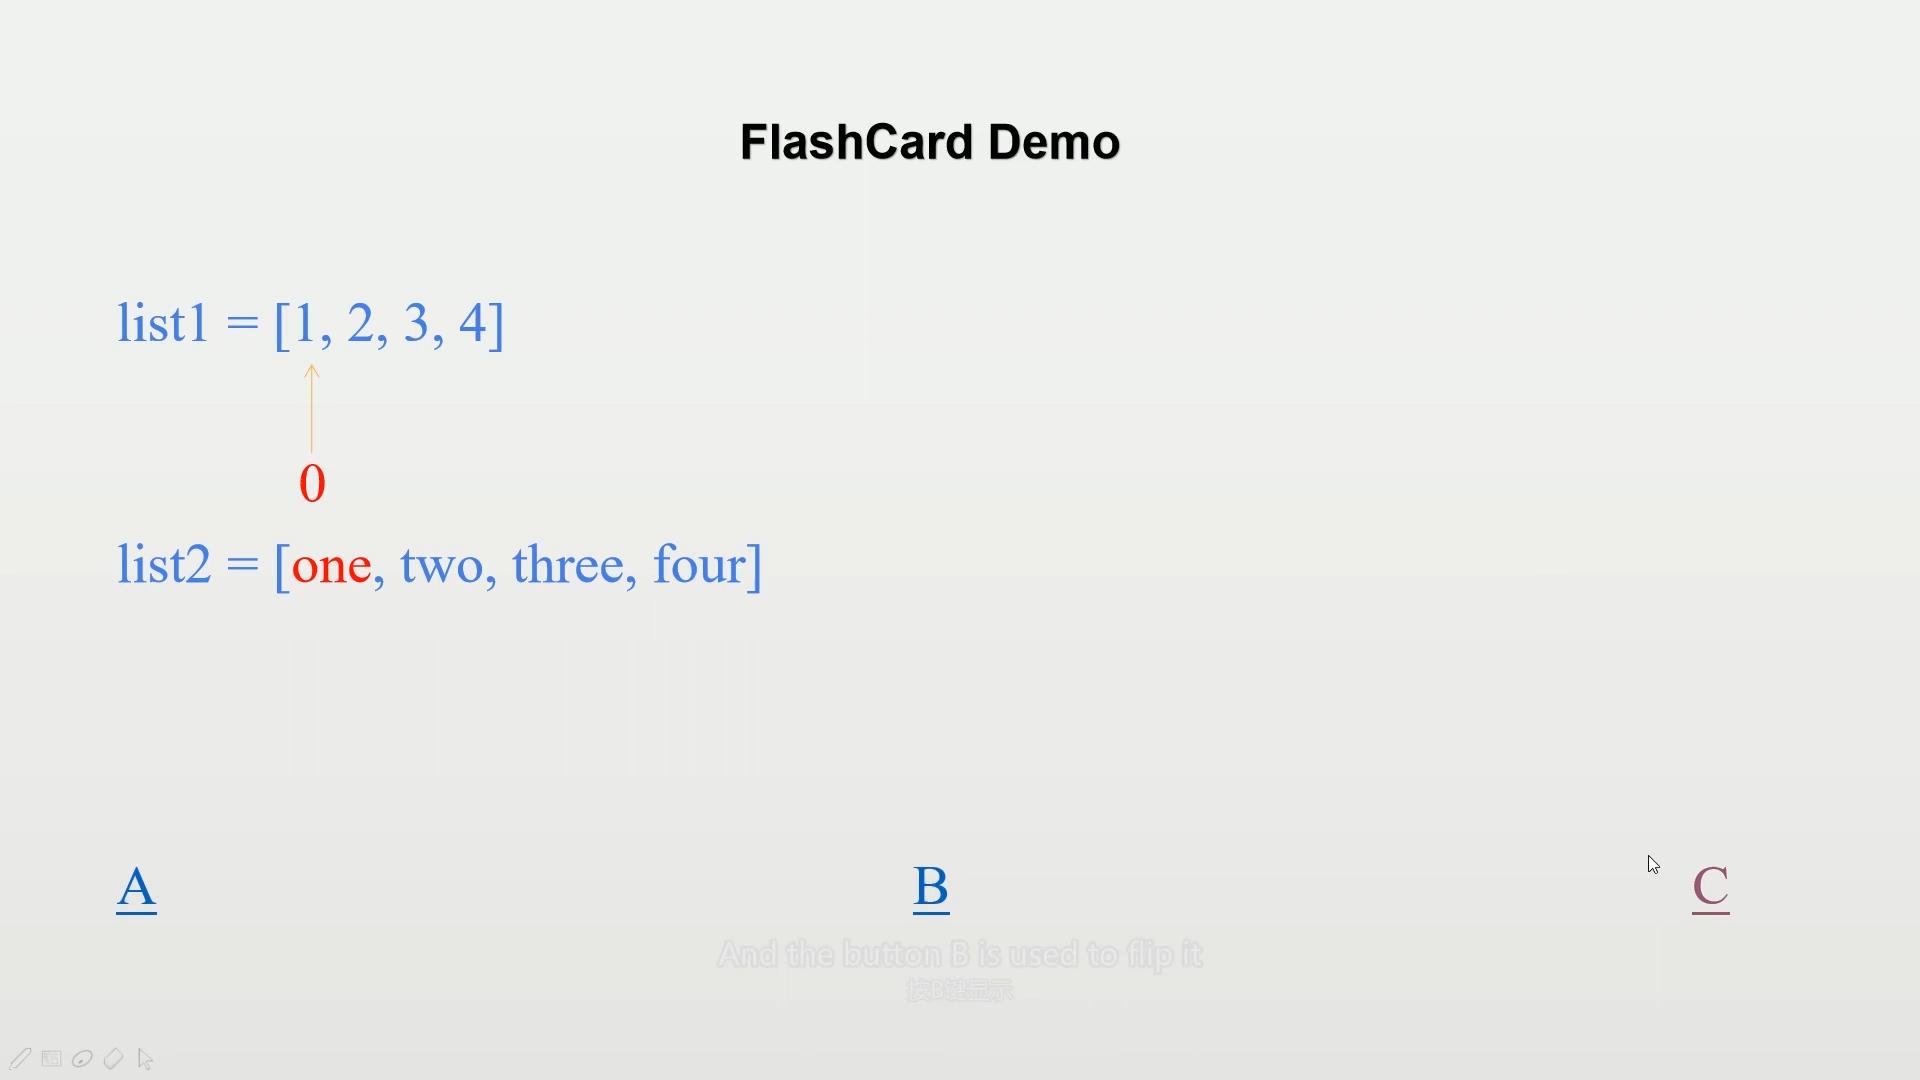 FlashCard Demo
list1 = [1, 2, 3, 4]
0
list2 = [one, two, three, four]
A
B
C
And the button B is used to flip it
按B键显示